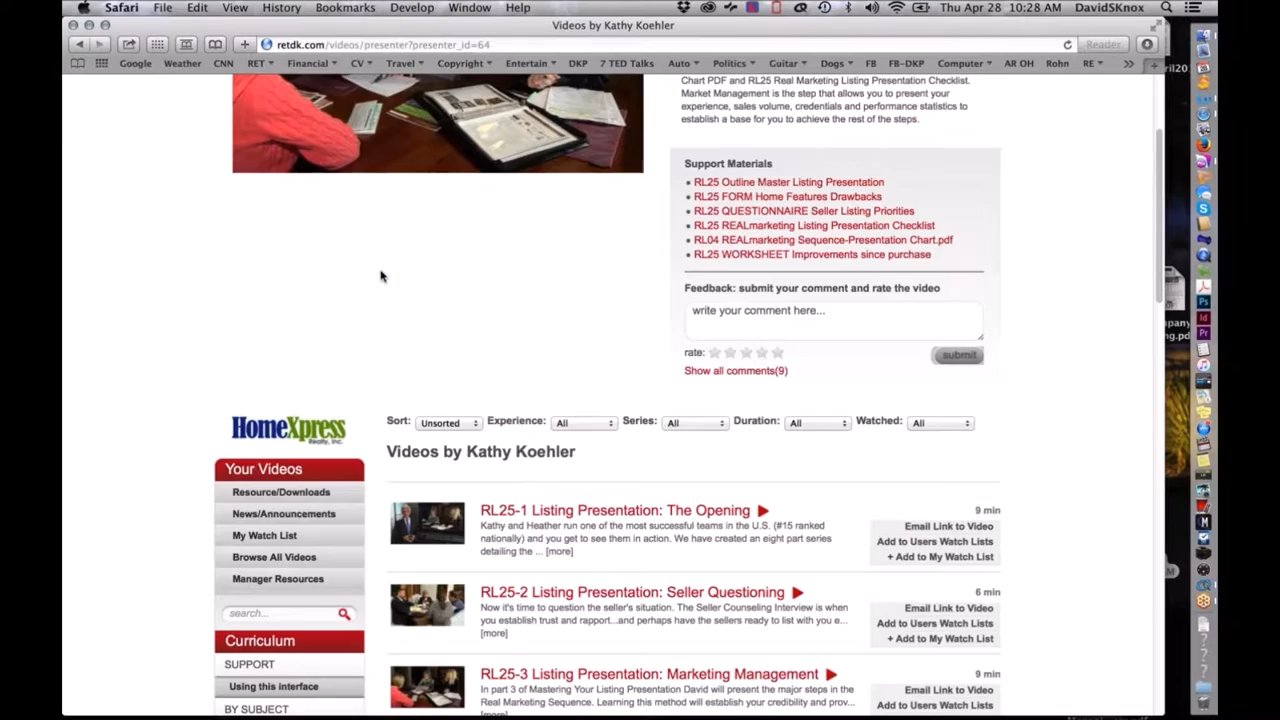 Safari File Edit View History Bookmarks Develop Window Help Thu Apr 28 10:28 AM DavidSKnox
Videos by Kathy Koehler
retdk.com/videos/presenter?presenter_id=64
Reader
Google Weather CNN RET Financial CV Travel Copyright Entertain DKP 7 TED Talks Auto Politics Guitar Dogs FB FB-DKP Computer AR OH Rohn RE
Chart PDF and RL25 Real Marketing Listing Presentation Checklist.
Market Management is the step that allows you to present your
experience, sales volume, credentials and performance statistics to
establish a base for you to achieve the rest of the steps.
Support Materials
• RL25 Outline Master Listing Presentation
• RL25 FORM Home Features Drawbacks
• RL25 QUESTIONNAIRE Seller Listing Priorities
• RL25 REALmarketing Listing Presentation Checklist
• RL04 REALmarketing Sequence-Presentation Chart.pdf
• RL25 WORKSHEET Improvements since purchase
Feedback: submit your comment and rate the video
write your comment here...
rate:
submit
Show all comments(9)
HomeXpress
Realty, Inc.
Sort: Unsorted Experience: All Series: All Duration: All Watched: All
Videos by Kathy Koehler
Your Videos
Resource/Downloads
News/Announcements
My Watch List
Browse All Videos
Manager Resources
search...
Curriculum
SUPPORT
Using this interface
BY SUBJECT
RL25-1 Listing Presentation: The Opening
Kathy and Heather run one of the most successful teams in the U.S. (#15 ranked
nationally) and you get to see them in action. We have created an eight part series
detailing the ... [more]
9 min
Email Link to Video
Add to Users Watch Lists
+ Add to My Watch List
RL25-2 Listing Presentation: Seller Questioning
Now it's time to question the seller's situation. The Seller Counseling Interview is when
you establish trust and rapport...and perhaps have the sellers ready to list with you e...
[more]
6 min
Email Link to Video
Add to Users Watch Lists
+ Add to My Watch List
RL25-3 Listing Presentation: Marketing Management
In part 3 of Mastering Your Listing Presentation David will present the major steps in the
Real Marketing Sequence. Learning this method will establish your credibility and prov...
[more]
9 min
Email Link to Video
Add to Users Watch Lists